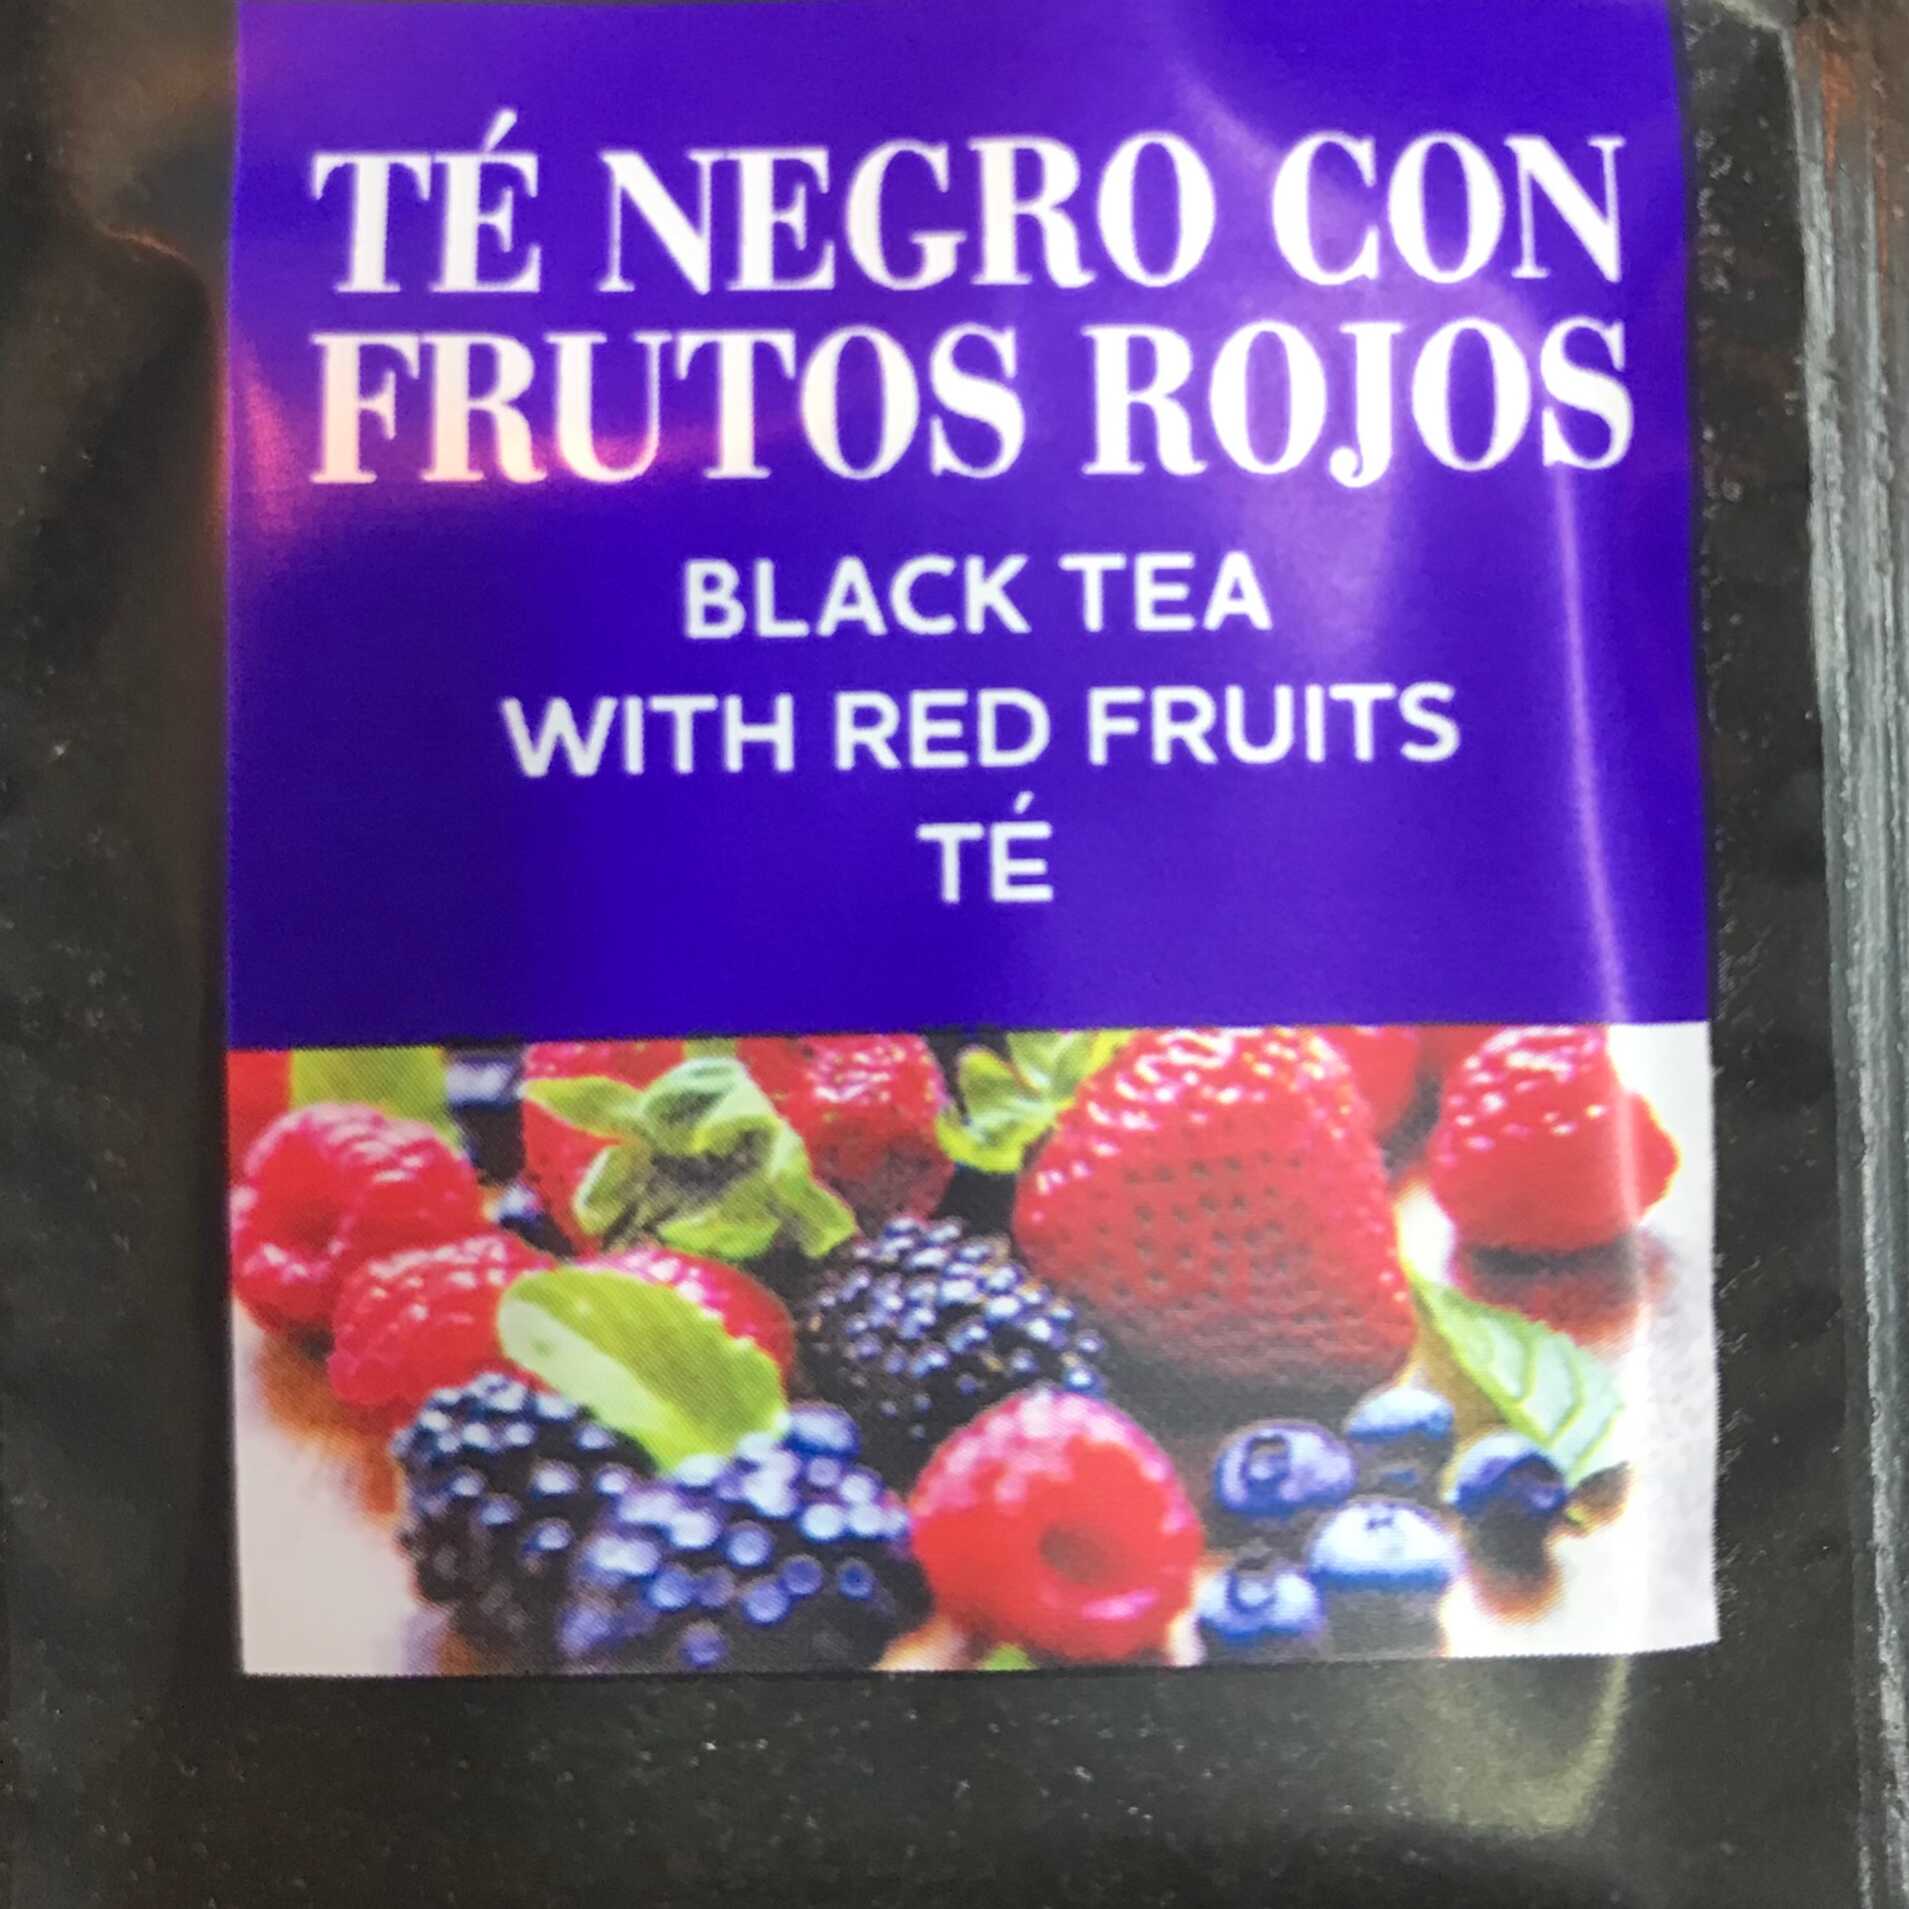 TÉ NEGRO CON
FRUTOS ROJOS
BLACK TEA
WITH RED FRUITS
TÉ